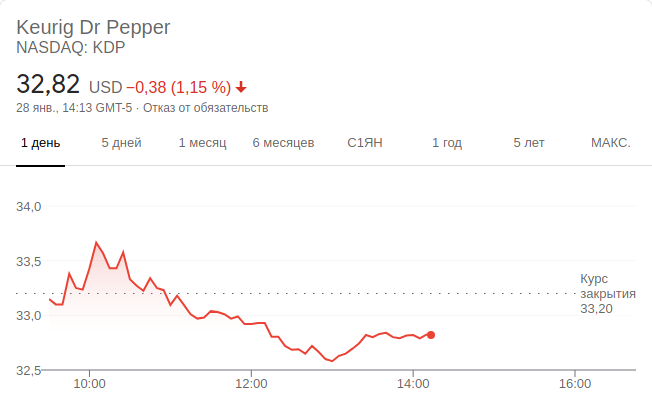 Keurig Dr Pepper
NASDAQ: KDP
32,82 USD −0,38 (1,15 %)
28 янв., 14:13 GMT-5 · Отказ от обязательств
1 день 5 дней 1 месяц 6 месяцев С1ЯН 1 год 5 лет МАКС.
34,0
33,5
Курс
закрытия
33,20
33,0
32,5
10:00 12:00 14:00 16:00